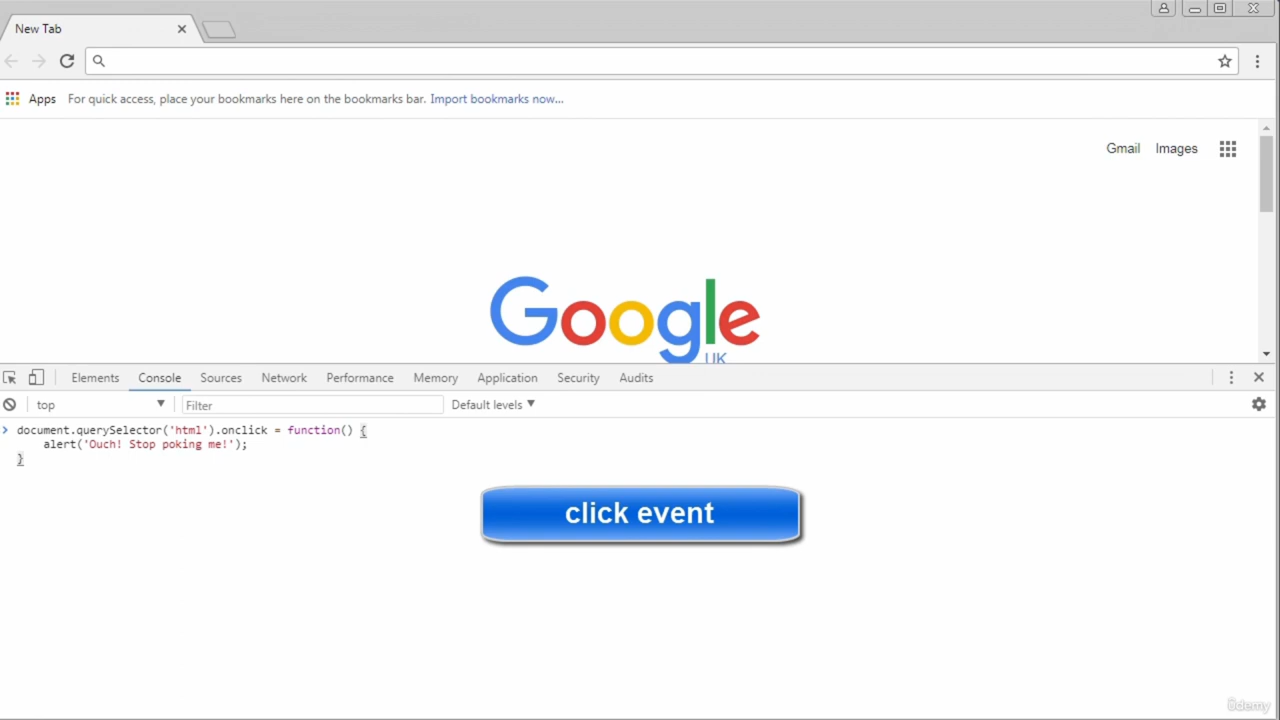 New Tab
Apps For quick access, place your bookmarks here on the bookmarks bar. Import bookmarks now...
Gmail Images
Google
UK
Elements Console Sources Network Performance Memory Application Security Audits
top Filter Default levels
document.querySelector('html').onclick = function() {
alert('Ouch! Stop poking me!');
}
click event
Udemy